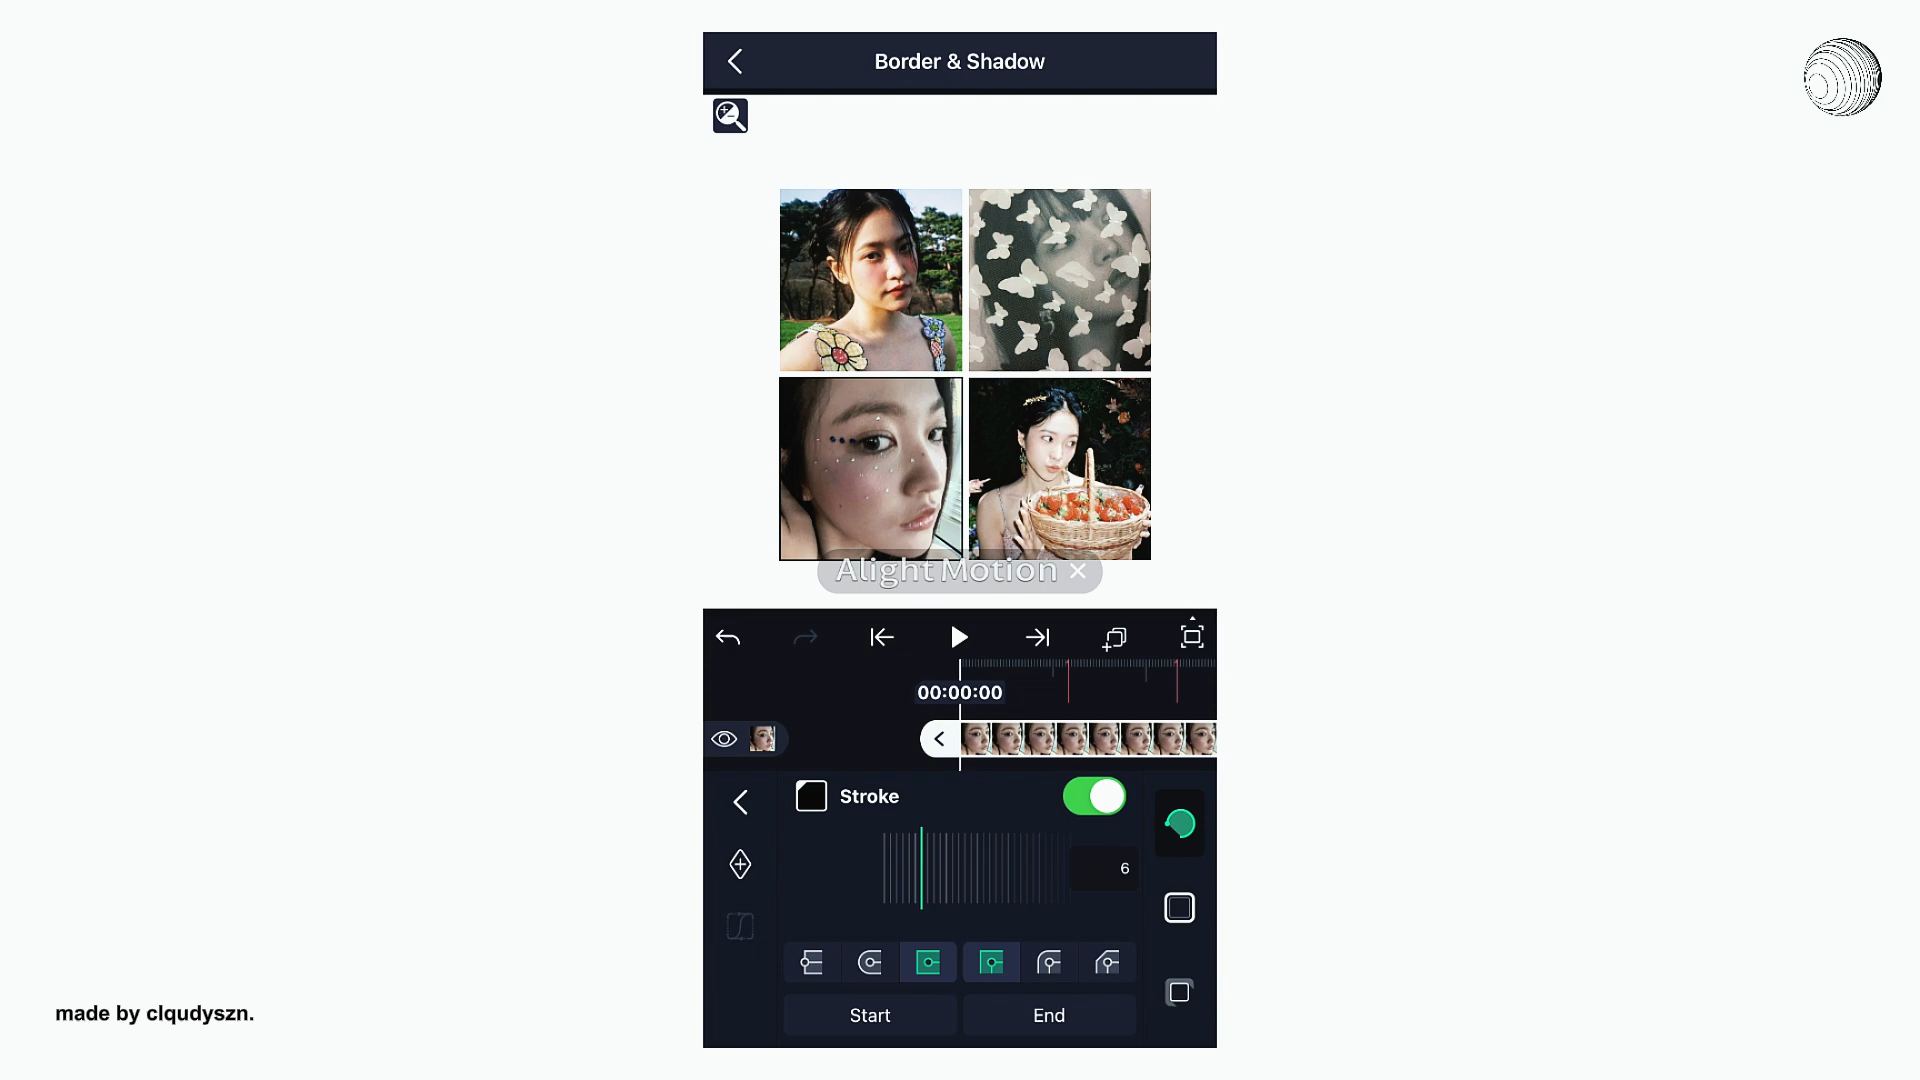 Border & Shadow
Alight Motion
00:00:00
Stroke
6
Start
End
made by clqudyszn.